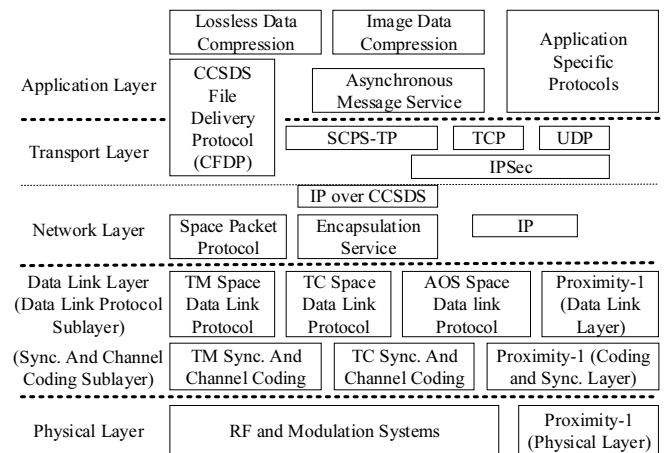 Lossless Data
Compression
Image Data
Compression
Application
Specific
Protocols
Application Layer
CCSDS
File
Delivery
Protocol
(CFDP)
Asynchronous
Message Service
Transport Layer
SCPS-TP
TCP
UDP
IPSec
IP over CCSDS
Network Layer
Space Packet
Protocol
Encapsulation
Service
IP
Data Link Layer
(Data Link Protocol
Sublayer)
TM Space
Data Link
Protocol
TC Space
Data Link
Protocol
AOS Space
Data link
Protocol
Proximity-1
(Data Link
Layer)
(Sync. And Channel
Coding Sublayer)
TM Sync. And
Channel Coding
TC Sync. And
Channel Coding
Proximity-1 (Coding
and Sync. Layer)
Physical Layer
RF and Modulation Systems
Proximity-1
(Physical Layer)